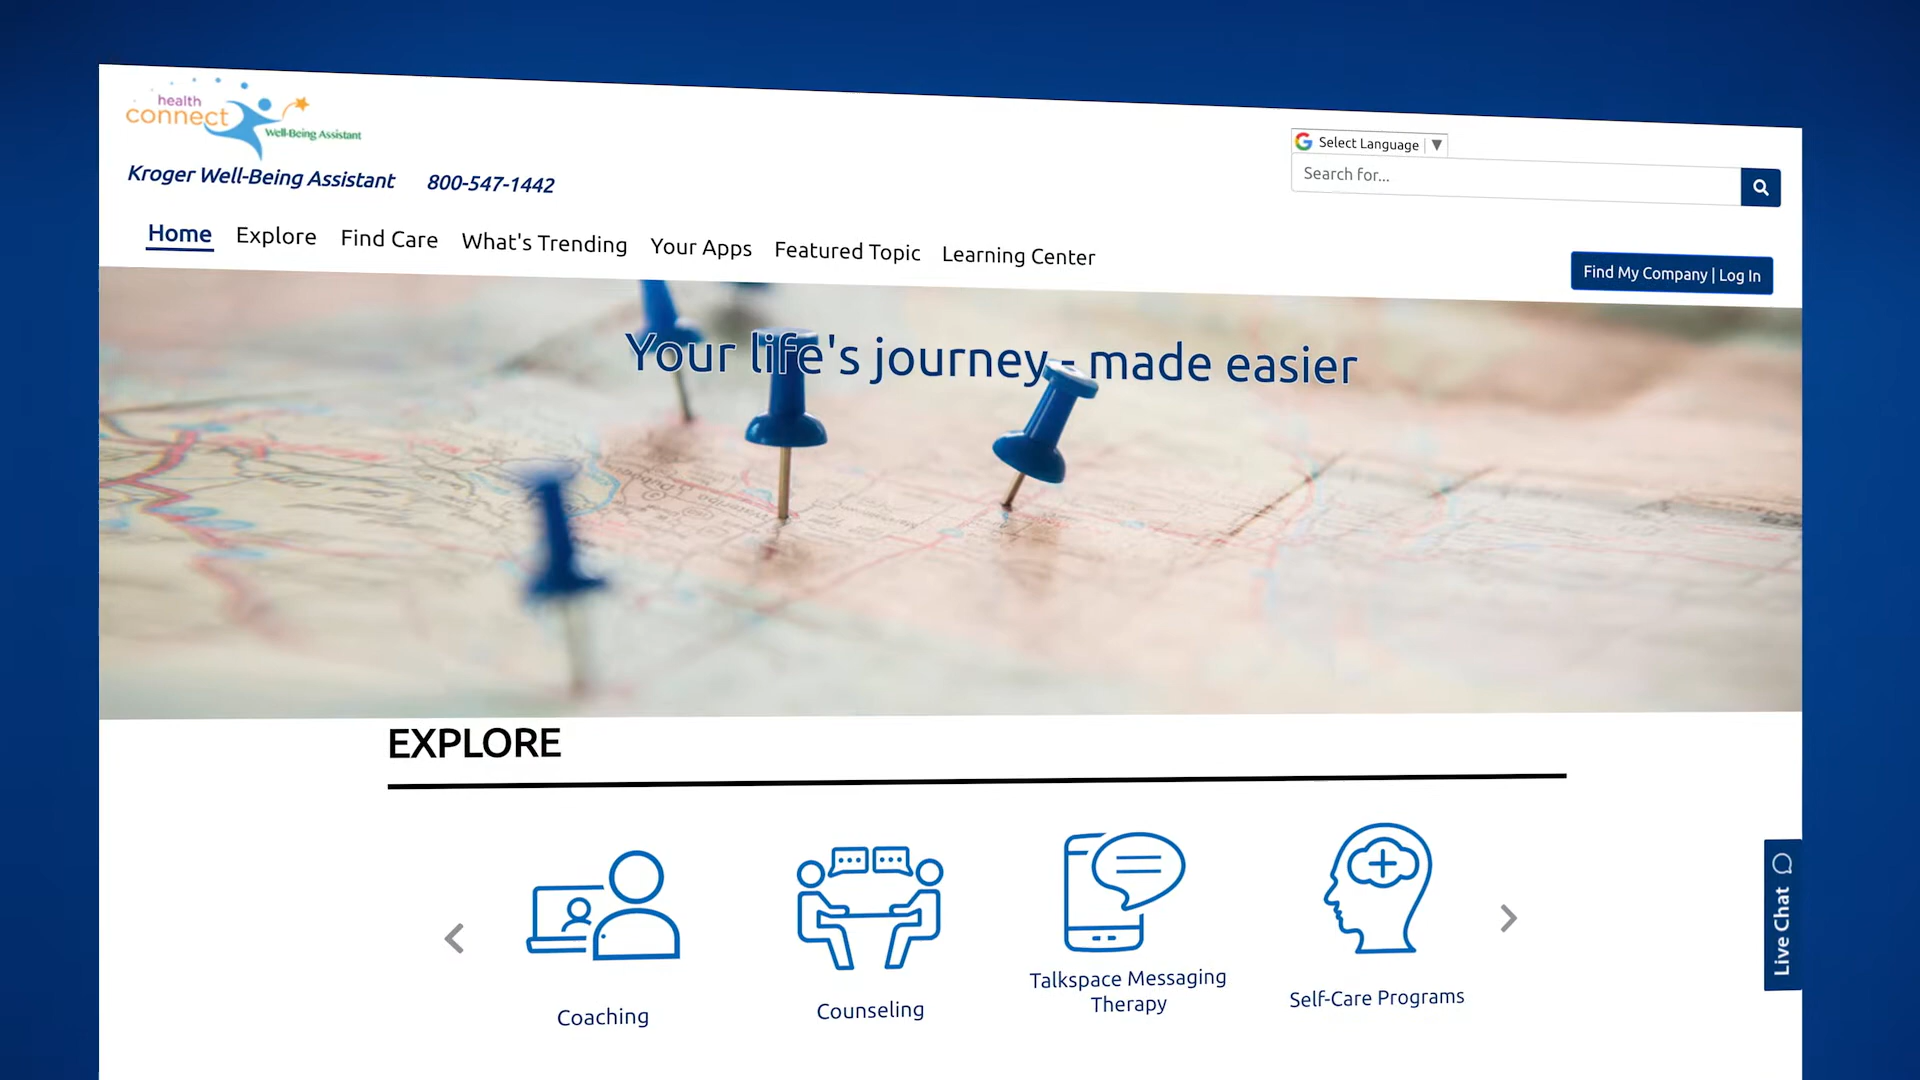 health
connect
Well-Being Assistant
Kroger Well-Being Assistant 800-547-1442
Select Language ▼
Search for...
Home Explore Find Care What's Trending Your Apps Featured Topic Learning Center
Find My Company | Log In
Your life's journey - made easier
EXPLORE
Coaching
Counseling
Talkspace Messaging
Therapy
Self-Care Programs
Live Chat